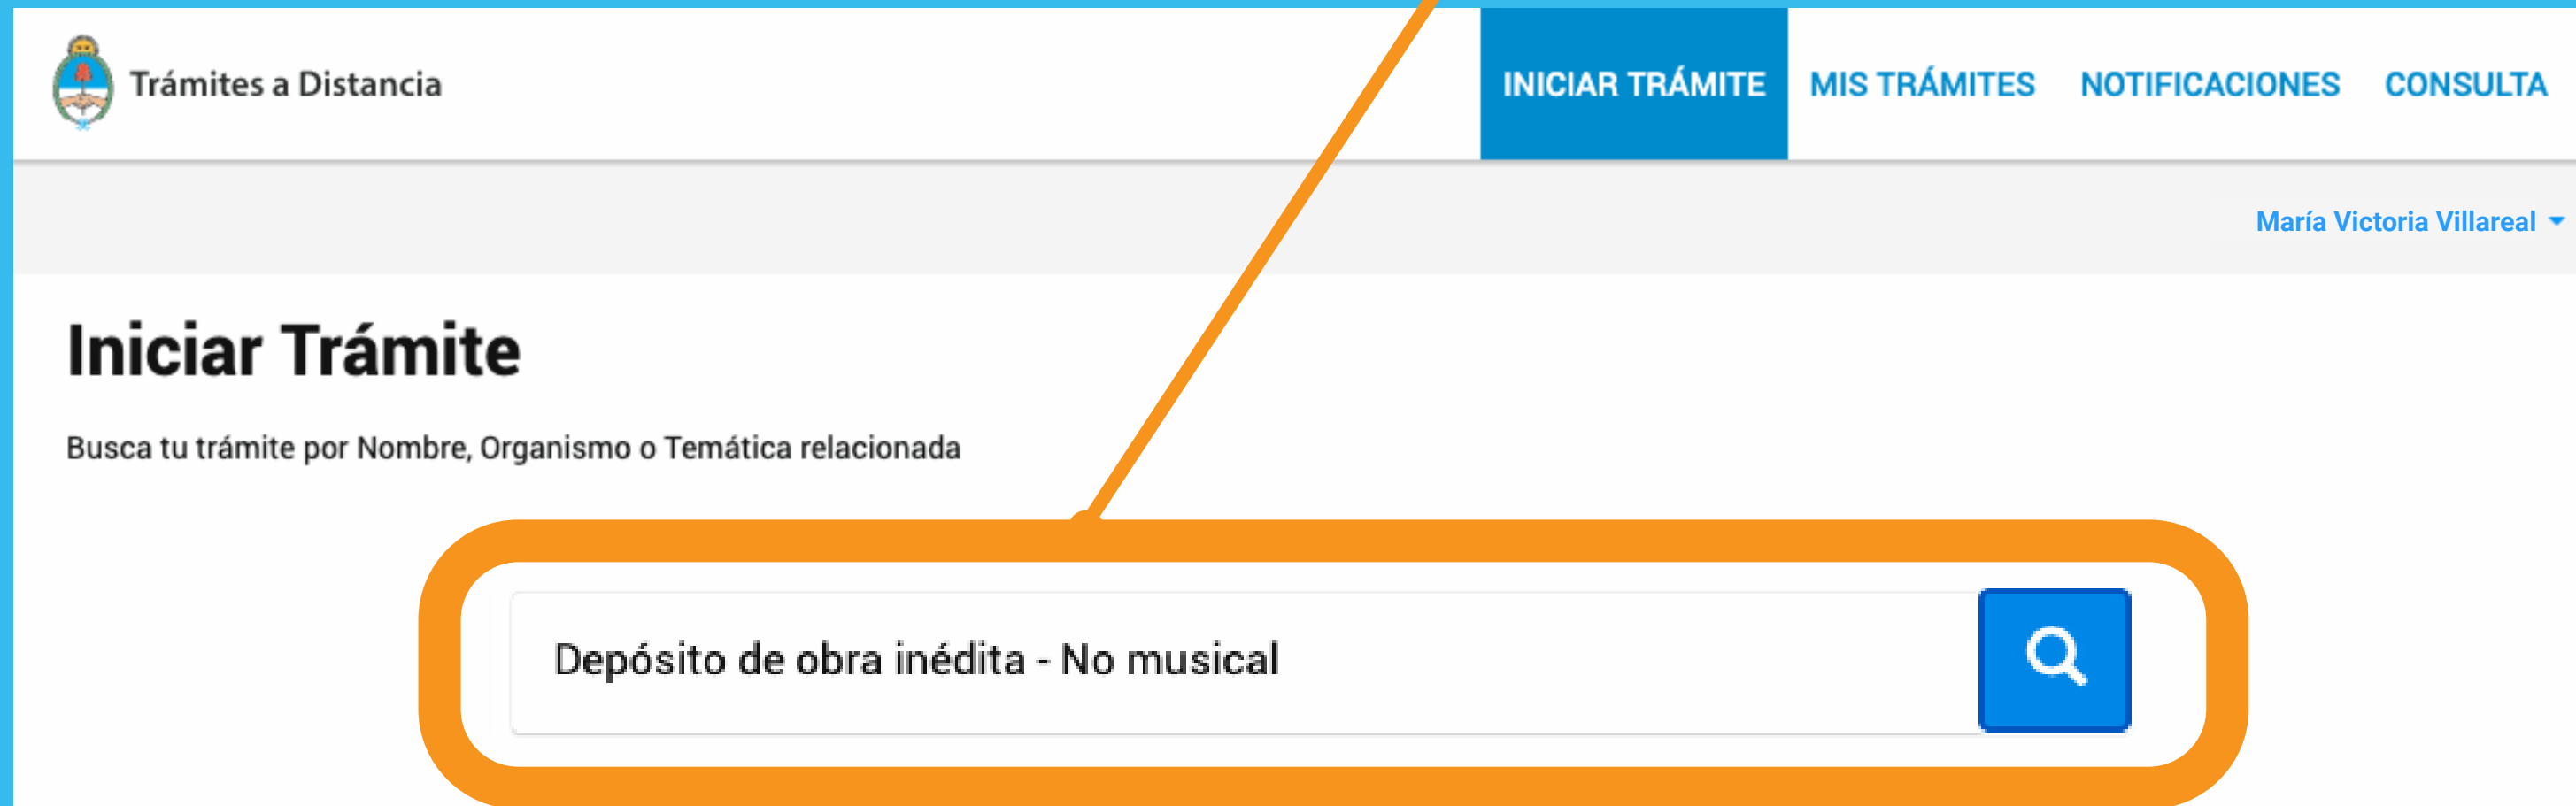 Trámites a Distancia
INICIAR TRÁMITE MIS TRÁMITES NOTIFICACIONES CONSULTA
María Victoria Villareal
Iniciar Trámite
Busca tu trámite por Nombre, Organismo o Temática relacionada
Depósito de obra inédita - No musical